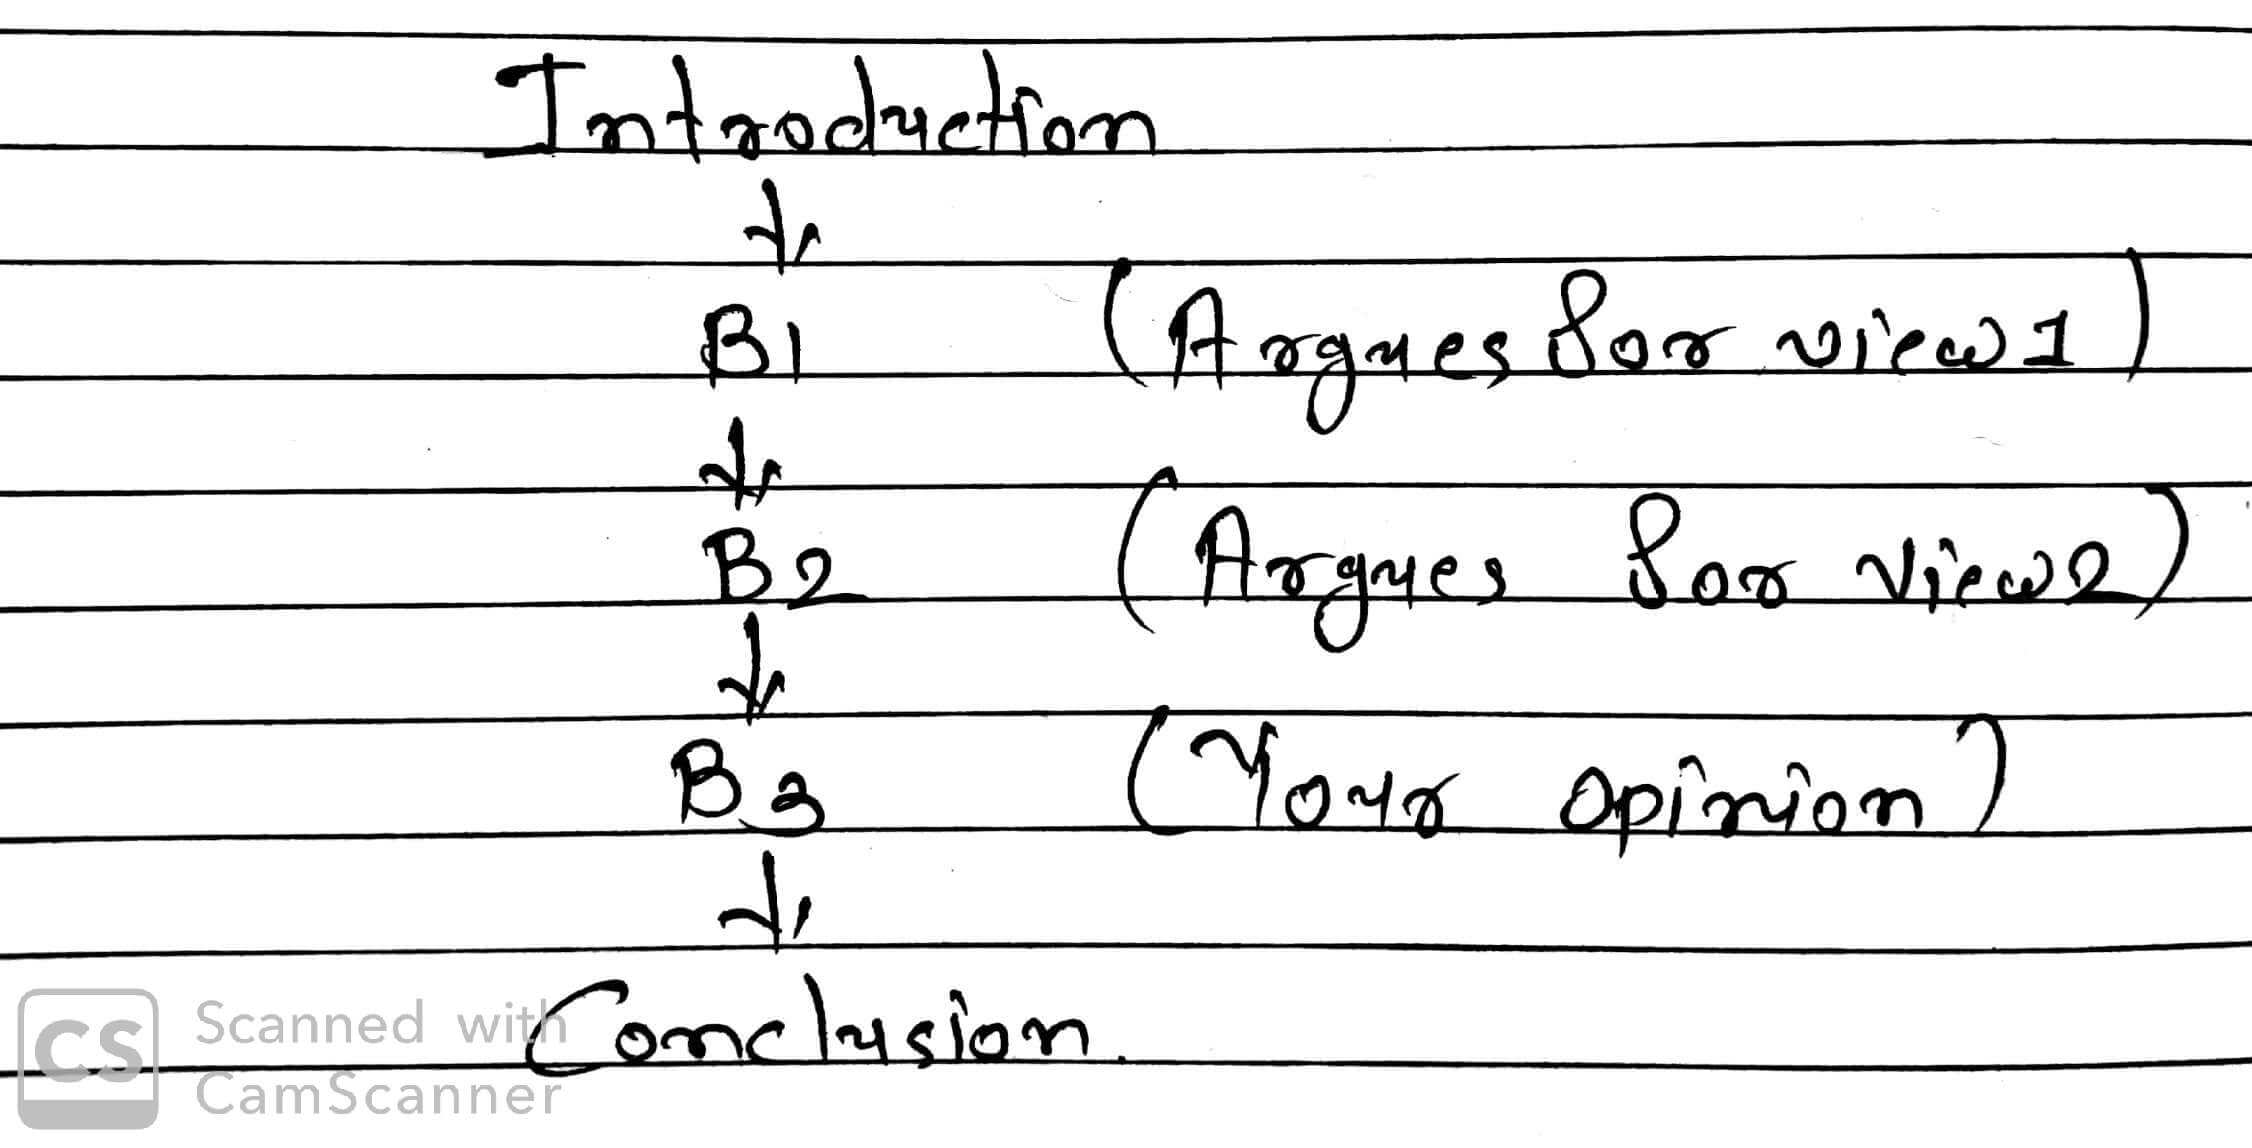 Introduction
↓
B1 (Argues for view 1)
↓
B2 (Argues for view 2)
↓
B3 (Your opinion)
↓
Conclusion.
CS Scanned with
CamScanner